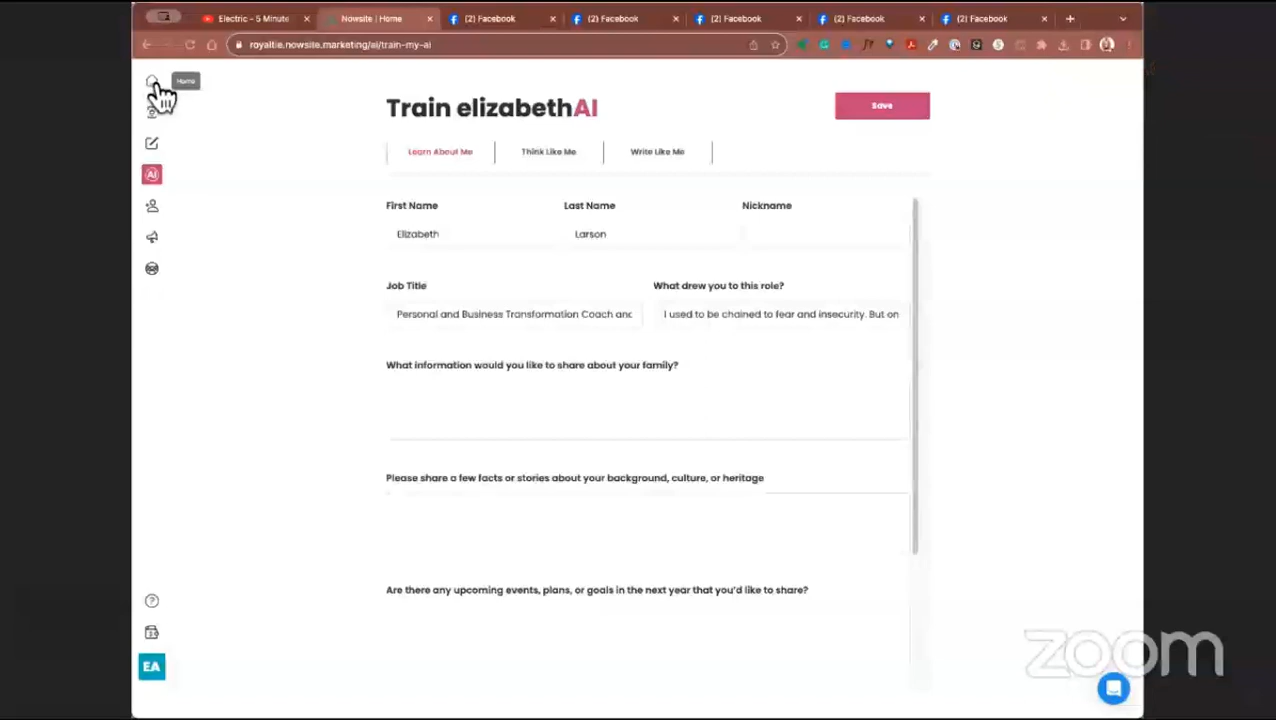 Electric - 5 Minute
Nowsite | Home
(2) Facebook
(2) Facebook
(2) Facebook
(2) Facebook
(2) Facebook
royaltie.nowsite.marketing/ai/train-my-ai
Home
Train elizabethAI
Save
Learn About Me
Think Like Me
Write Like Me
AI
First Name
Last Name
Nickname
Elizabeth
Larson
Job Title
What drew you to this role?
Personal and Business Transformation Coach and
I used to be chained to fear and insecurity. But on
What information would you like to share about your family?
Please share a few facts or stories about your background, culture, or heritage
Are there any upcoming events, plans, or goals in the next year that you'd like to share?
EA
zoom